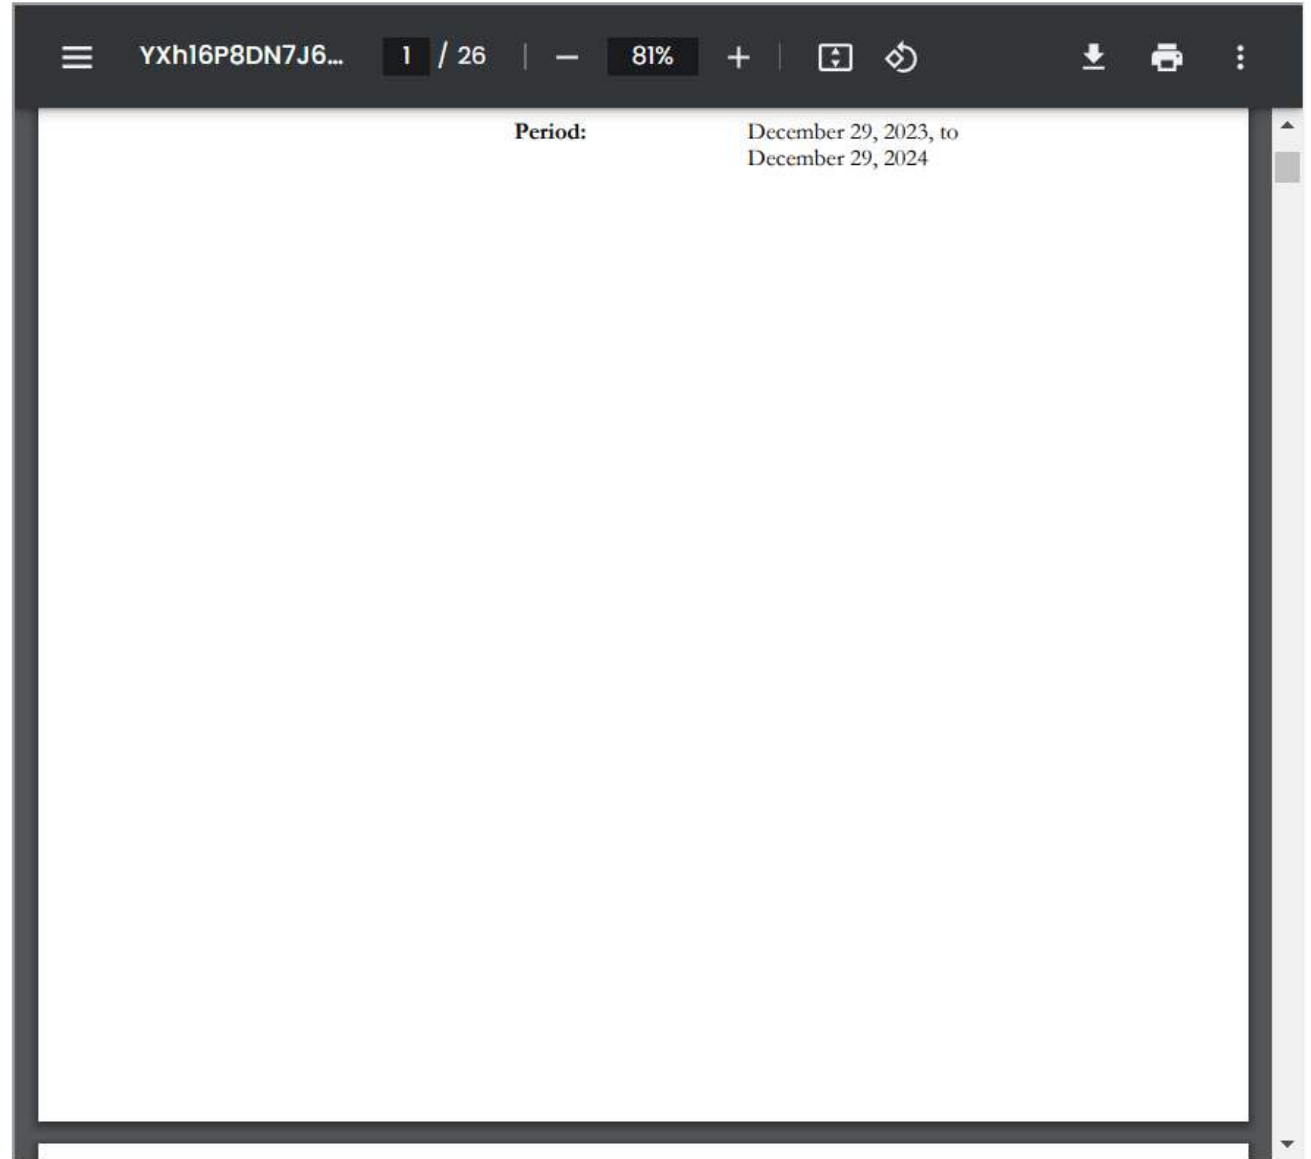 YXh16P8DN7J6... 1 / 26 81%
Period: December 29, 2023, to
December 29, 2024